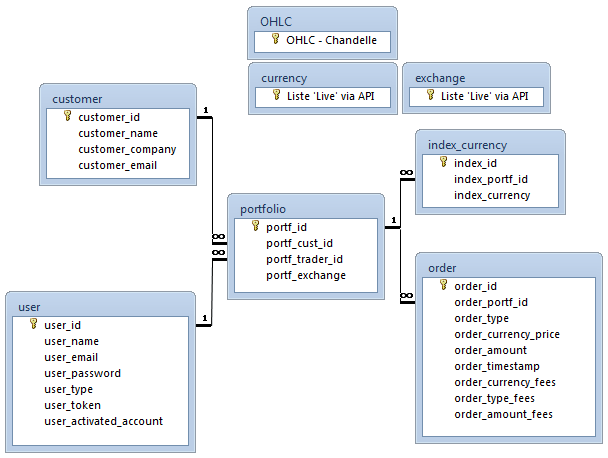 OHLC
OHLC - Chandelle
currency
Liste 'Live' via API
exchange
Liste 'Live' via API
customer
customer_id
customer_name
customer_company
customer_email
1
∞
portfolio
portf_id
portf_cust_id
portf_trader_id
portf_exchange
∞
1
user
user_id
user_name
user_email
user_password
user_type
user_token
user_activated_account
1
∞
index_currency
index_id
index_portf_id
index_currency
∞
order
order_id
order_portf_id
order_type
order_currency_price
order_amount
order_timestamp
order_currency_fees
order_type_fees
order_amount_fees